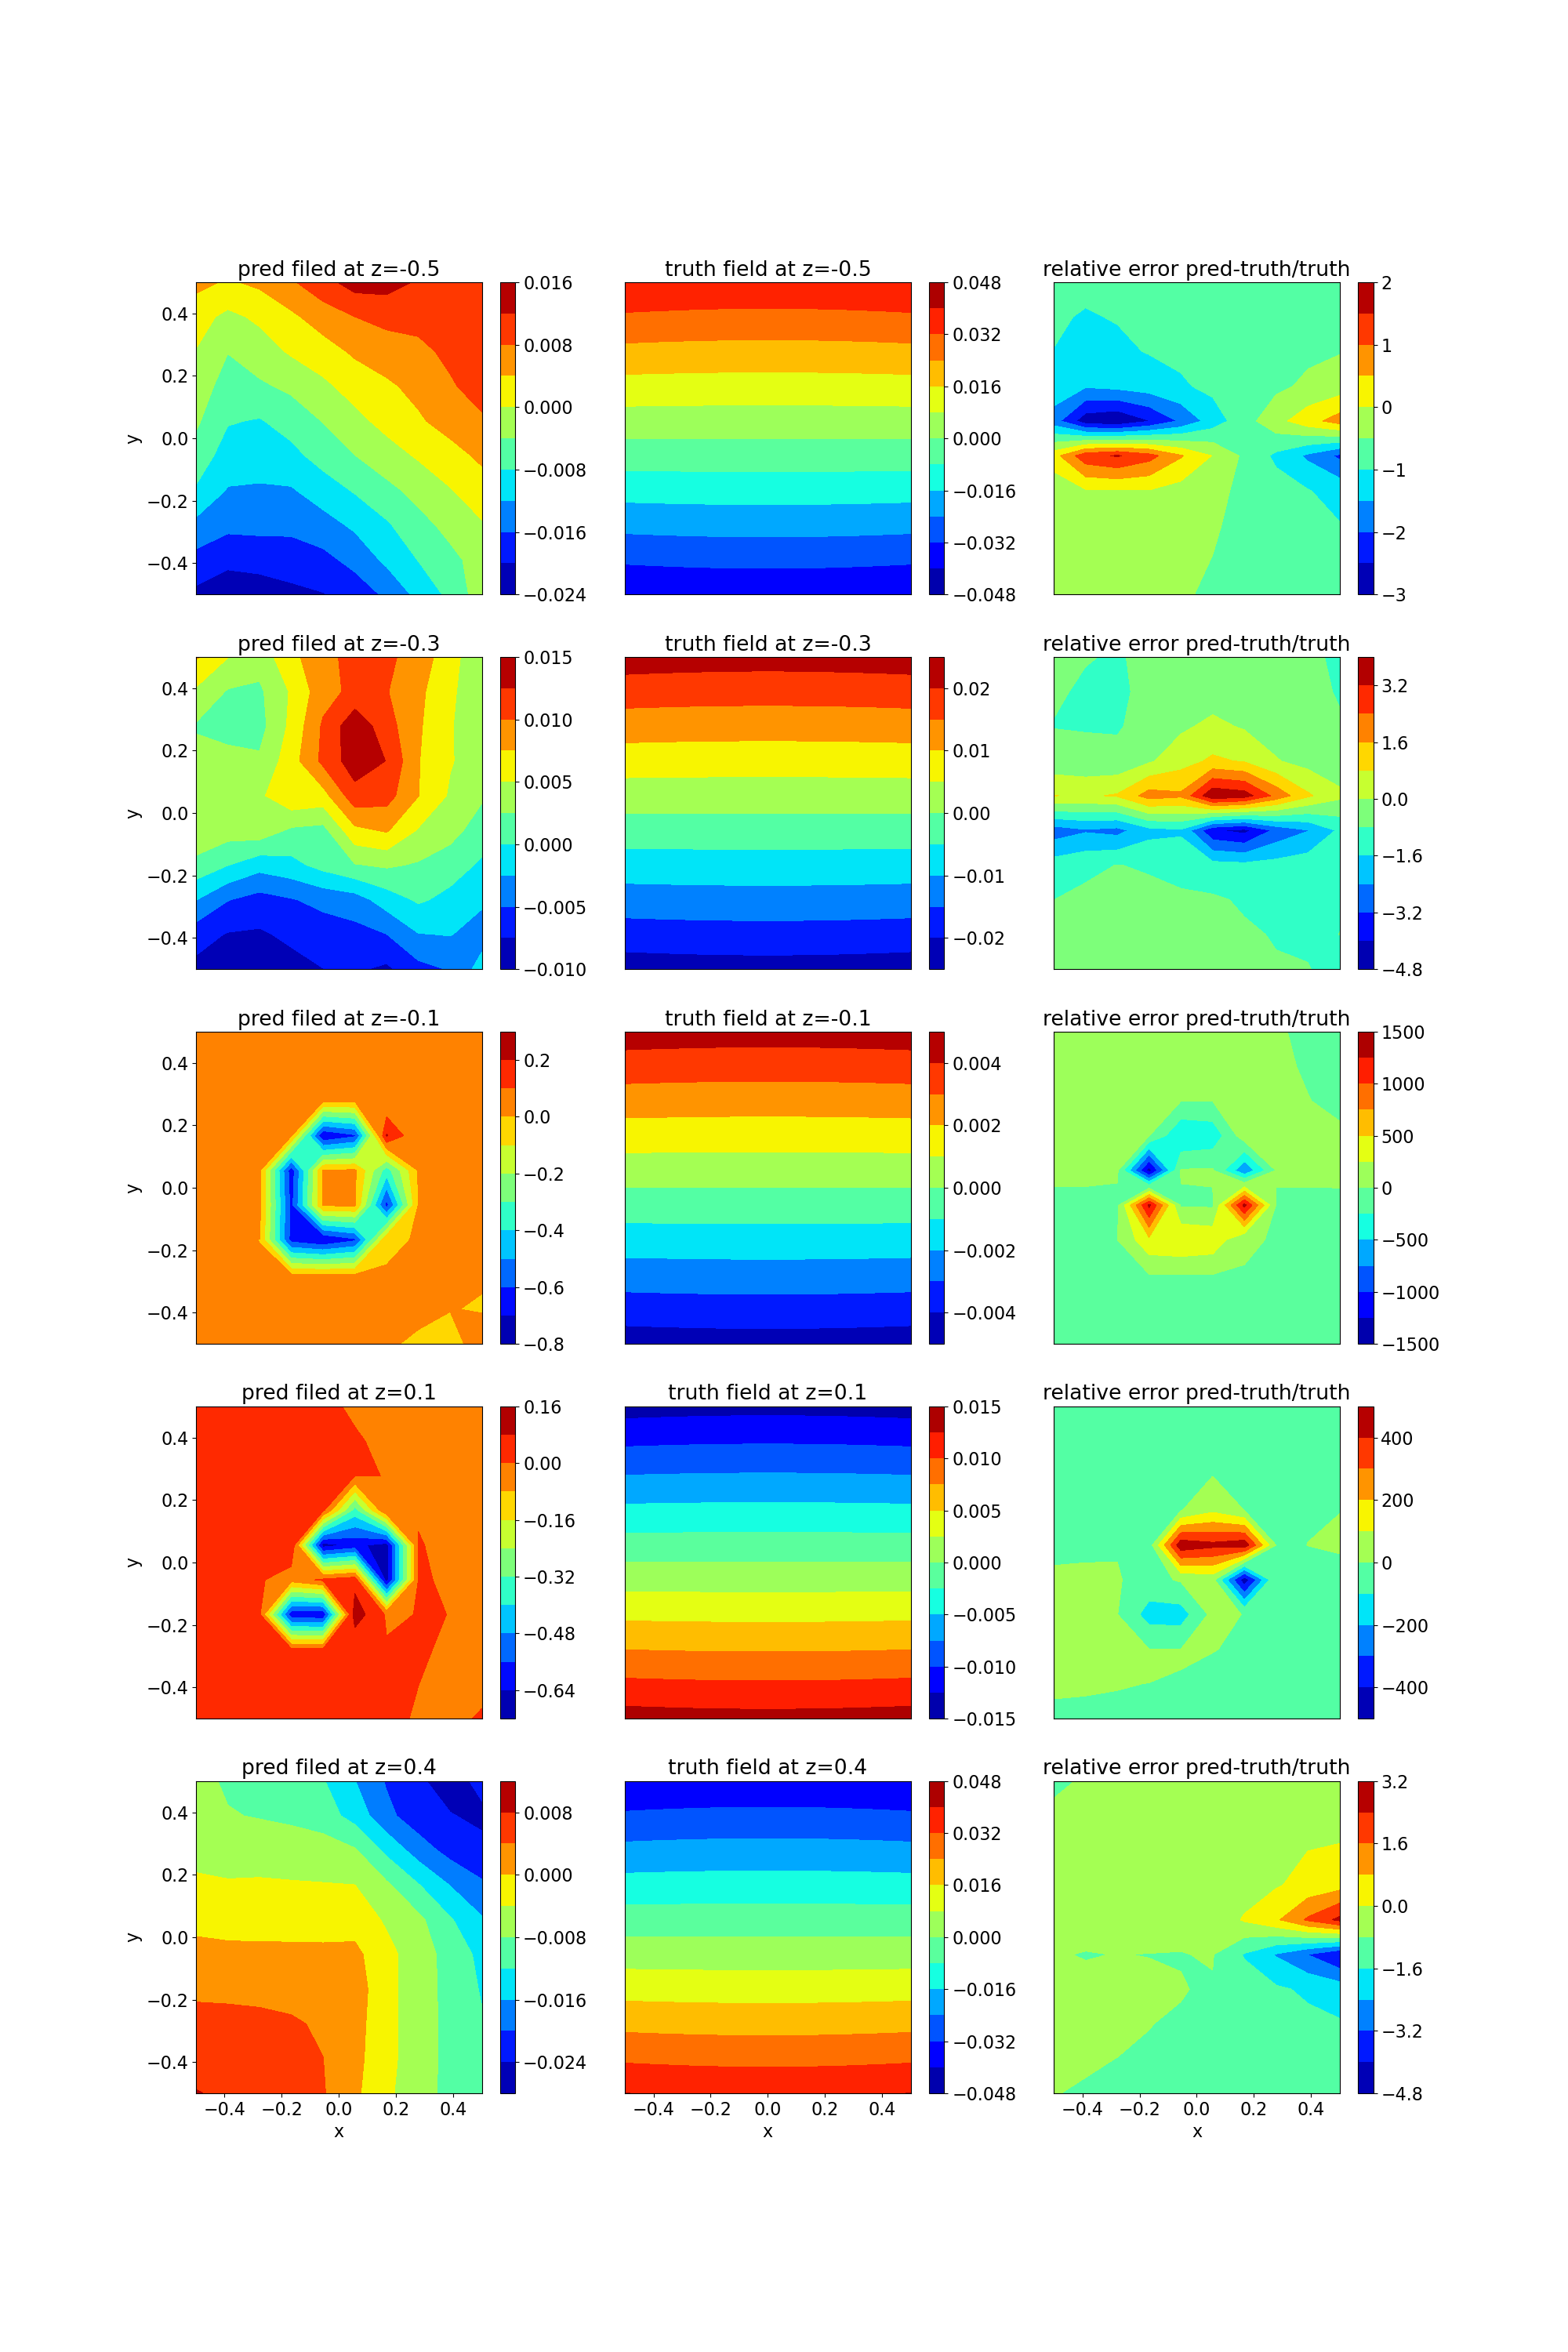 pred filed at z=-0.5 truth field at z=-0.5 relative error pred-truth/truth
0.4 0.2 0.0 −0.2 −0.4
y
0.016 0.008 0.000 −0.008 −0.016 −0.024
0.048 0.032 0.016 0.000 −0.016 −0.032 −0.048
2 1 0 −1 −2 −3
pred filed at z=-0.3 truth field at z=-0.3 relative error pred-truth/truth
0.4 0.2 0.0 −0.2 −0.4
y
0.015 0.010 0.005 0.000 −0.005 −0.010
0.02 0.01 0.00 −0.01 −0.02
3.2 1.6 0.0 −1.6 −3.2 −4.8
pred filed at z=-0.1 truth field at z=-0.1 relative error pred-truth/truth
0.4 0.2 0.0 −0.2 −0.4
y
0.2 0.0 −0.2 −0.4 −0.6 −0.8
0.004 0.002 0.000 −0.002 −0.004
1500 1000 500 0 −500 −1000 −1500
pred filed at z=0.1 truth field at z=0.1 relative error pred-truth/truth
0.4 0.2 0.0 −0.2 −0.4
y
0.16 0.00 −0.16 −0.32 −0.48 −0.64
0.015 0.010 0.005 0.000 −0.005 −0.010 −0.015
400 200 0 −200 −400
pred filed at z=0.4 truth field at z=0.4 relative error pred-truth/truth
0.4 0.2 0.0 −0.2 −0.4
y
0.008 0.000 −0.008 −0.016 −0.024
0.048 0.032 0.016 0.000 −0.016 −0.032 −0.048
3.2 1.6 0.0 −1.6 −3.2 −4.8
−0.4 −0.2 0.0 0.2 0.4 −0.4 −0.2 0.0 0.2 0.4 −0.4 −0.2 0.0 0.2 0.4
x x x